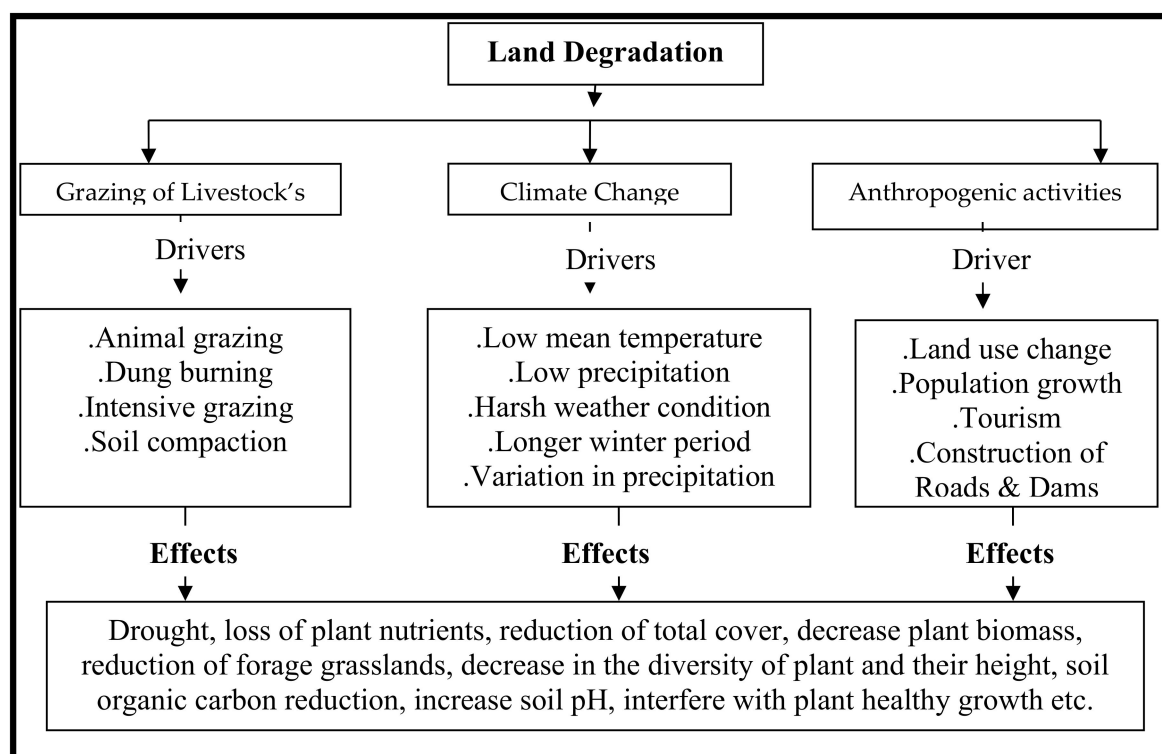 Land Degradation
Grazing of Livestock's
Climate Change
Anthropogenic activities
Drivers
Drivers
Driver
.Animal grazing
.Dung burning
.Intensive grazing
.Soil compaction
.Low mean temperature
.Low precipitation
.Harsh weather condition
.Longer winter period
.Variation in precipitation
.Land use change
.Population growth
.Tourism
.Construction of
Roads & Dams
Effects
Effects
Effects
Drought, loss of plant nutrients, reduction of total cover, decrease plant biomass,
reduction of forage grasslands, decrease in the diversity of plant and their height, soil
organic carbon reduction, increase soil pH, interfere with plant healthy growth etc.